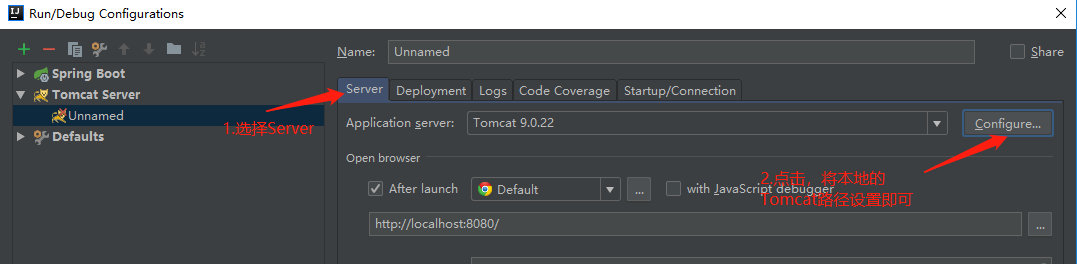 Run/Debug Configurations
Name: Unnamed Share
Spring Boot
Tomcat Server
Unnamed
Defaults
Server Deployment Logs Code Coverage Startup/Connection
1.选择Server
Application server: Tomcat 9.0.22 Configure...
Open browser
After launch Default ... with JavaScript debugger
2.点击，将本地的
Tomcat路径设置即可
http://localhost:8080/ ...